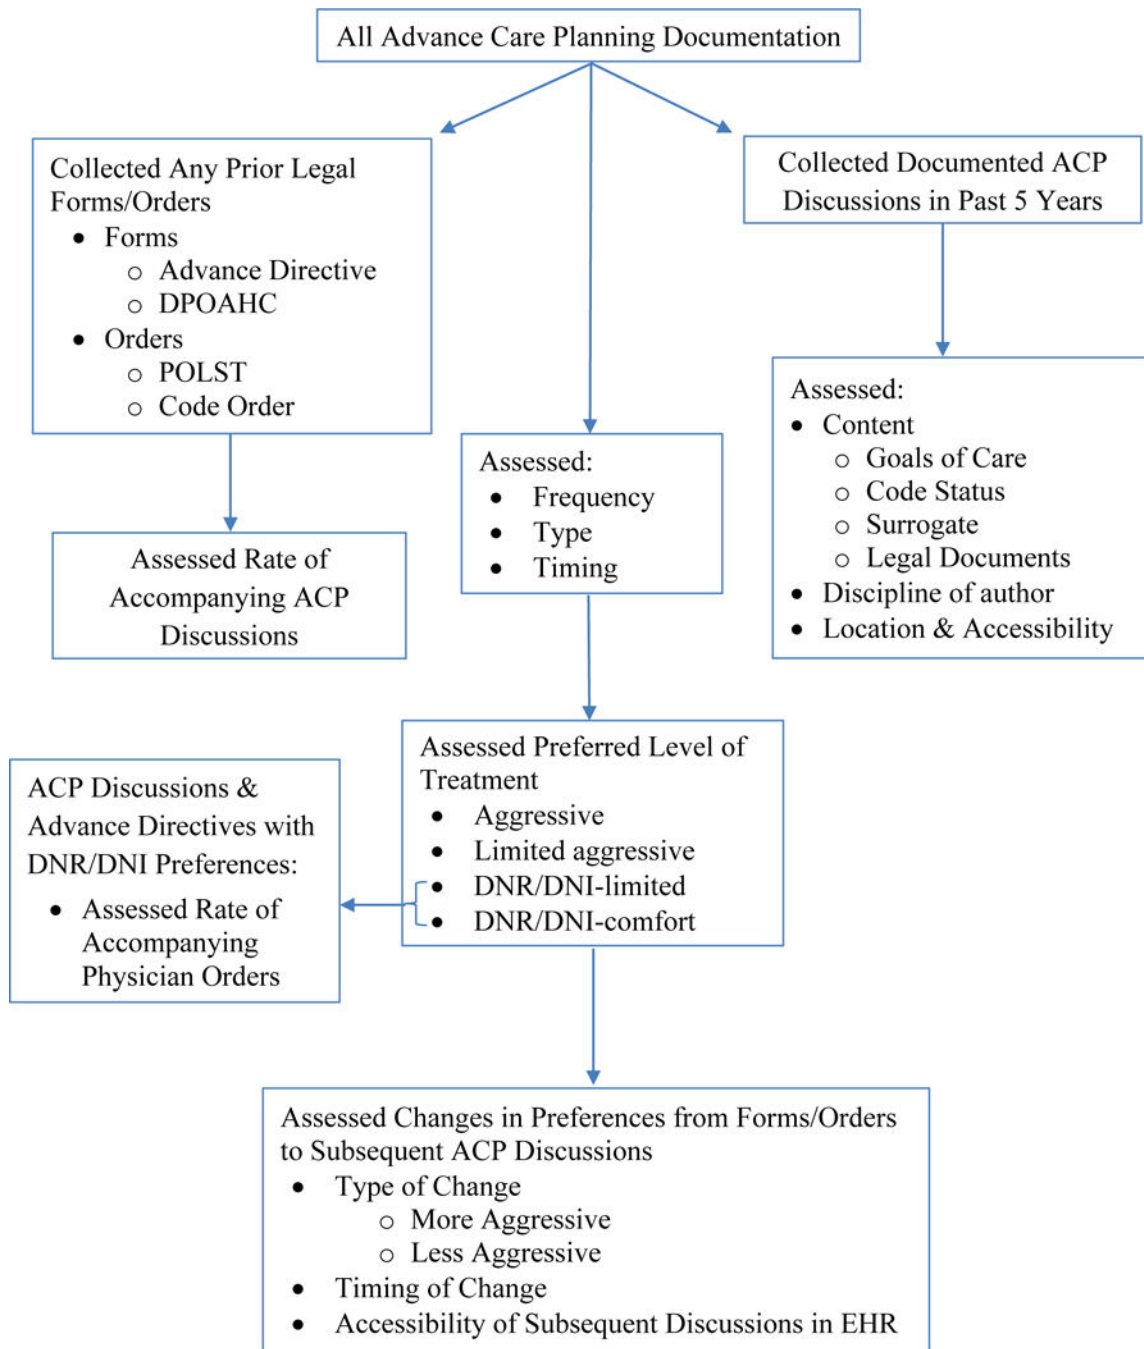 All Advance Care Planning Documentation
Collected Any Prior Legal
Forms/Orders
• Forms
o Advance Directive
o DPOAHC
• Orders
o POLST
o Code Order
Assessed Rate of
Accompanying ACP
Discussions
Assessed:
• Frequency
• Type
• Timing
Collected Documented ACP
Discussions in Past 5 Years
Assessed:
• Content
o Goals of Care
o Code Status
o Surrogate
o Legal Documents
• Discipline of author
• Location & Accessibility
Assessed Preferred Level of
Treatment
• Aggressive
• Limited aggressive
• DNR/DNI-limited
• DNR/DNI-comfort
ACP Discussions &
Advance Directives with
DNR/DNI Preferences:
• Assessed Rate of
Accompanying
Physician Orders
Assessed Changes in Preferences from Forms/Orders
to Subsequent ACP Discussions
• Type of Change
o More Aggressive
o Less Aggressive
• Timing of Change
• Accessibility of Subsequent Discussions in EHR